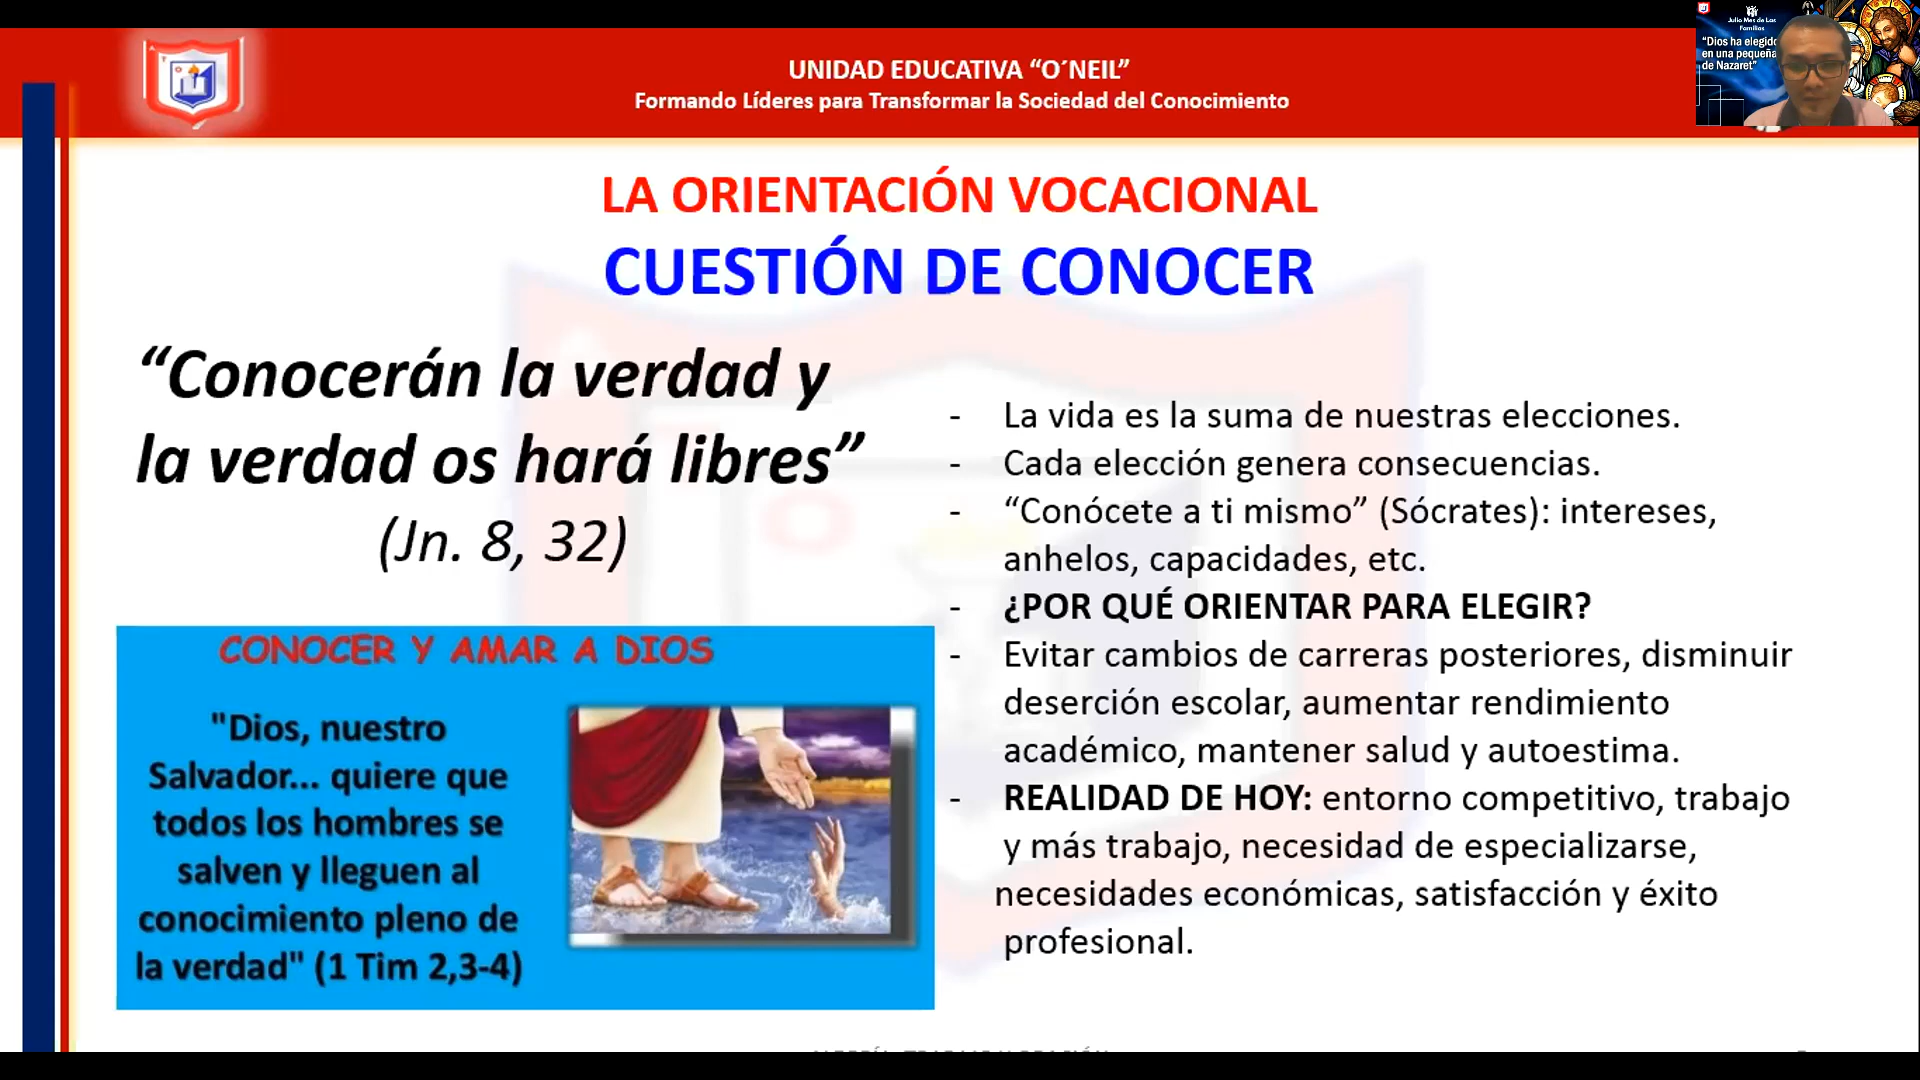 UNIDAD EDUCATIVA “O´NEIL”
Formando Líderes para Transformar la Sociedad del Conocimiento
Julio Mes de Las
Familias
“Dios ha elegido
en una pequeña
de Nazaret”
LA ORIENTACIÓN VOCACIONAL
CUESTIÓN DE CONOCER
“Conocerán la verdad y
la verdad os hará libres”
(Jn. 8, 32)
CONOCER Y AMAR A DIOS
"Dios, nuestro
Salvador... quiere que
todos los hombres se
salven y lleguen al
conocimiento pleno de
la verdad" (1 Tim 2,3-4)
- La vida es la suma de nuestras elecciones.
- Cada elección genera consecuencias.
- “Conócete a ti mismo” (Sócrates): intereses,
anhelos, capacidades, etc.
- ¿POR QUÉ ORIENTAR PARA ELEGIR?
- Evitar cambios de carreras posteriores, disminuir
deserción escolar, aumentar rendimiento
académico, mantener salud y autoestima.
- REALIDAD DE HOY: entorno competitivo, trabajo
y más trabajo, necesidad de especializarse,
necesidades económicas, satisfacción y éxito
profesional.